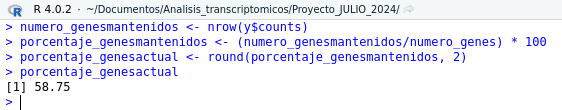 R 4.0.2 · ~/Documentos/Analisis_transcriptomicos/Proyecto_JULIO_2024/
> numero_genesmantenidos <- nrow(y$counts)
> porcentaje_genesmantenidos <- (numero_genesmantenidos/numero_genes) * 100
> porcentaje_genesactual <- round(porcentaje_genesmantenidos, 2)
> porcentaje_genesactual
[1] 58.75
>